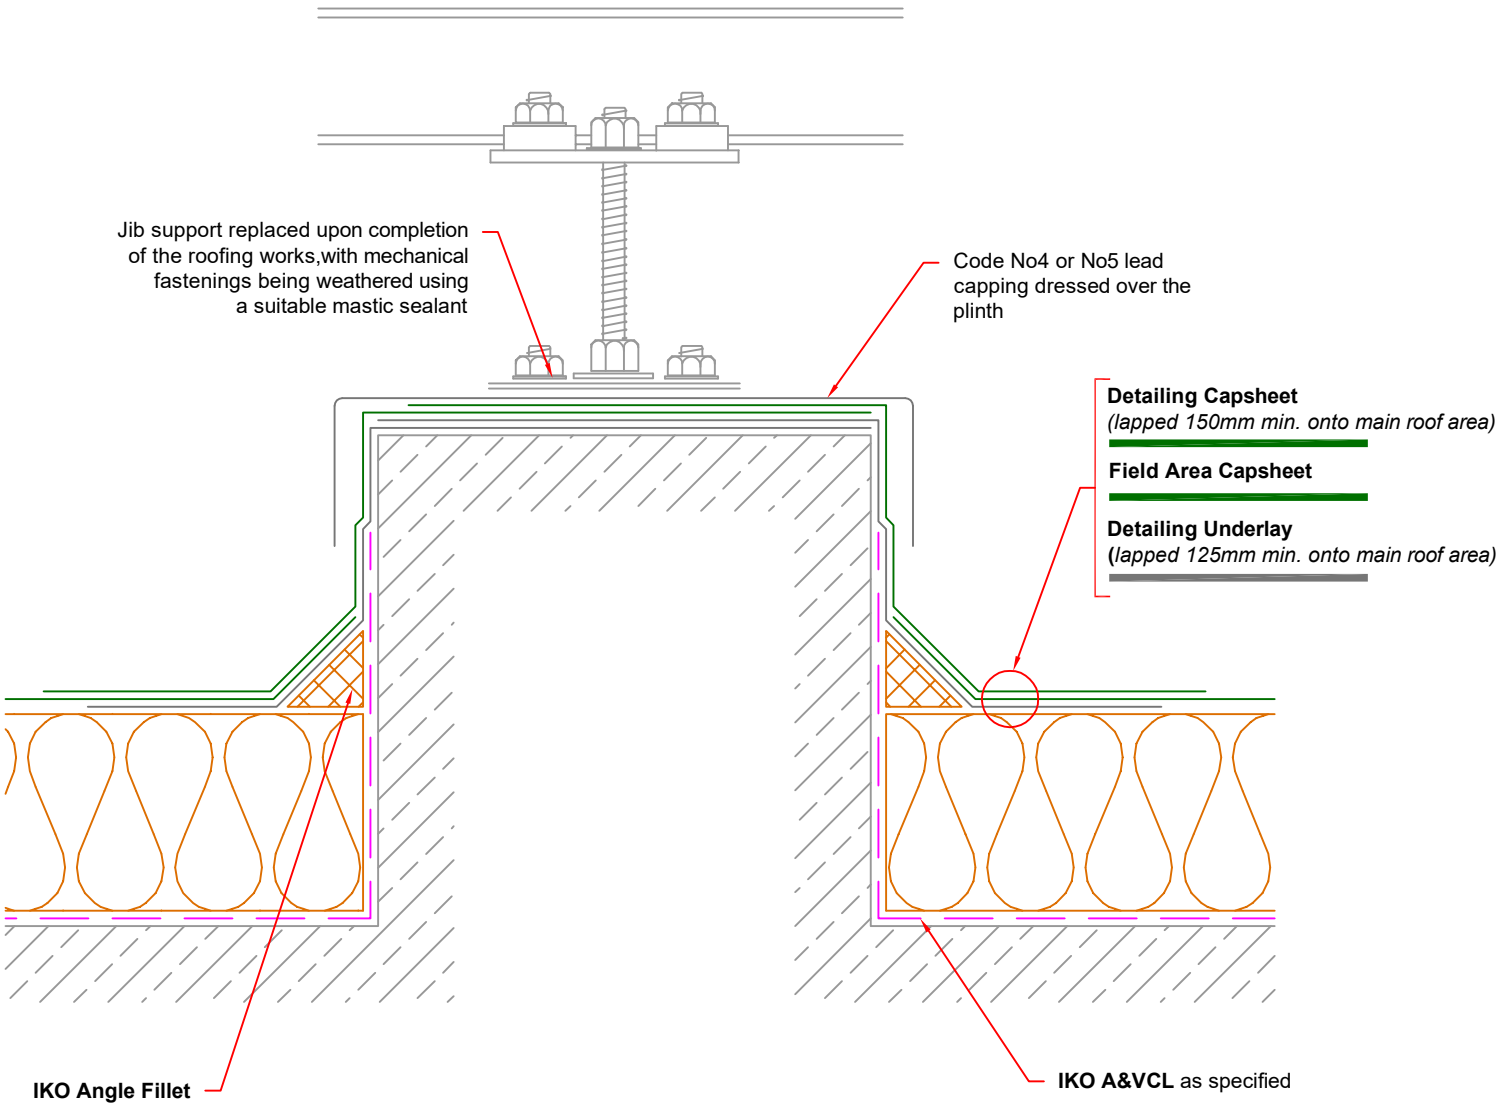 Jib support replaced upon completion
of the roofing works,with mechanical
fastenings being weathered using
a suitable mastic sealant
Code No4 or No5 lead
capping dressed over the
plinth
Detailing Capsheet
(lapped 150mm min. onto main roof area)
Field Area Capsheet
Detailing Underlay
(lapped 125mm min. onto main roof area)
IKO Angle Fillet
IKO A&VCL as specified